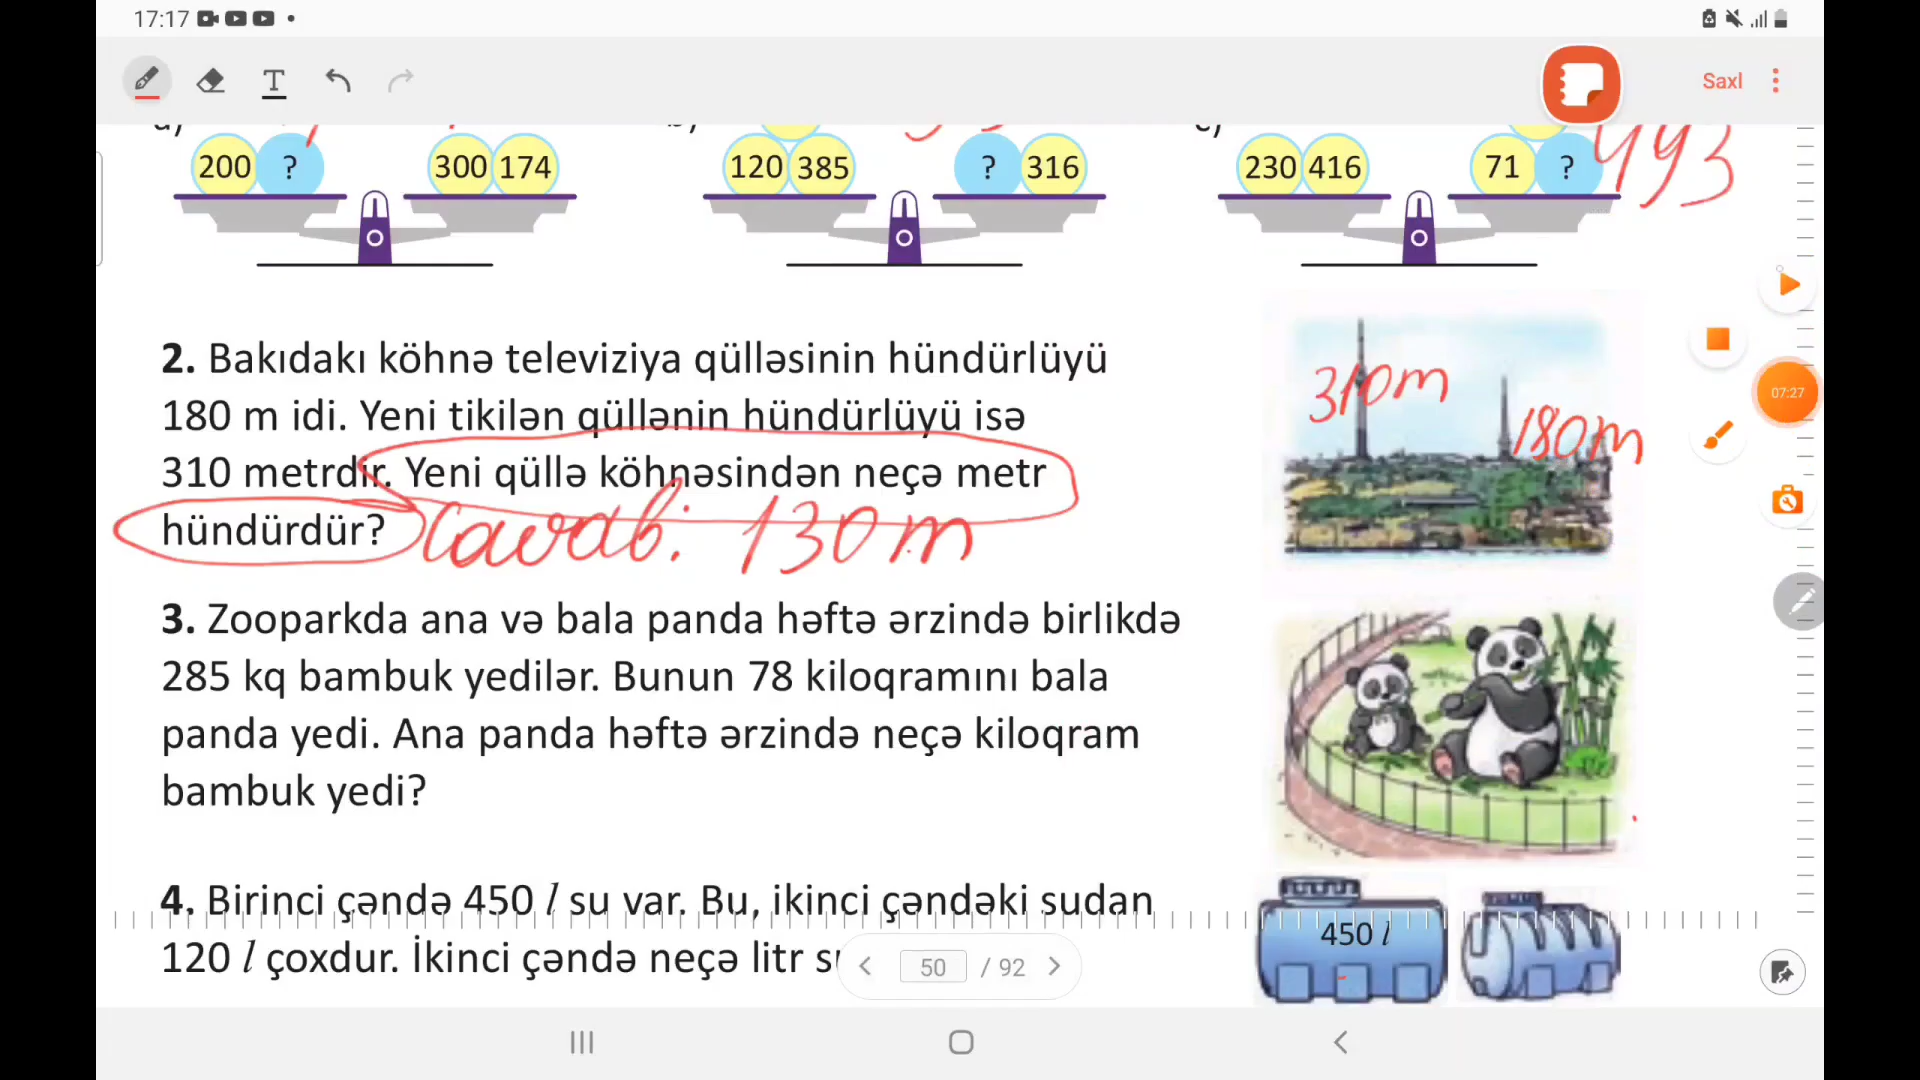 17:17
T Saxl
200 ? 300 174 120 385 ? 316 230 416 71 ? 493
2. Bakıdakı köhnə televiziya qülləsinin hündürlüyü
180 m idi. Yeni tikilən qüllənin hündürlüyü isə
310 metrdir. Yeni qüllə köhnəsindən neçə metr
hündürdür? Cavab: 130 m
310m
180m
07:27
3. Zooparkda ana və bala panda həftə ərzində birlikdə
285 kq bambuk yedilər. Bunun 78 kiloqramını bala
panda yedi. Ana panda həftə ərzində neçə kiloqram
bambuk yedi?
4. Birinci çəndə 450 l su var. Bu, ikinci çəndəki sudan
120 l çoxdur. İkinci çəndə neçə litr
450 l
50 / 92